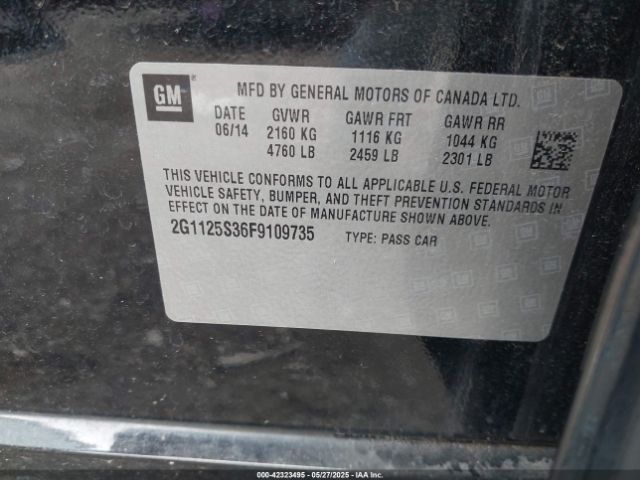 GM
MFD BY GENERAL MOTORS OF CANADA LTD.
DATE GVWR GAWR FRT GAWR RR
06/14 2160 KG 1116 KG 1044 KG
4760 LB 2459 LB 2301 LB
THIS VEHICLE CONFORMS TO ALL APPLICABLE U.S. FEDERAL MOTOR
VEHICLE SAFETY, BUMPER, AND THEFT PREVENTION STANDARDS IN
EFFECT ON THE DATE OF MANUFACTURE SHOWN ABOVE.
2G1125S36F9109735 TYPE: PASS CAR
000-42323495 - 05/27/2025 - IAAI.COM